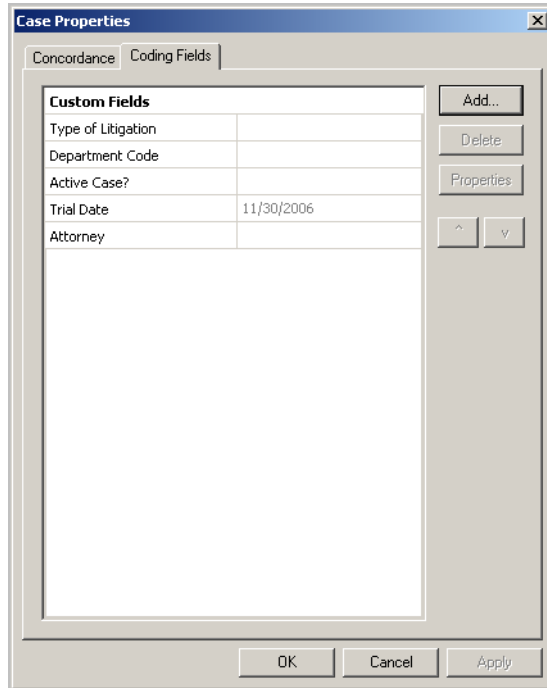 Case Properties
Concordance Coding Fields
Custom Fields
Type of Litigation
Department Code
Active Case?
Trial Date 11/30/2006
Attorney
Add...
Delete
Properties
^ v
OK Cancel Apply